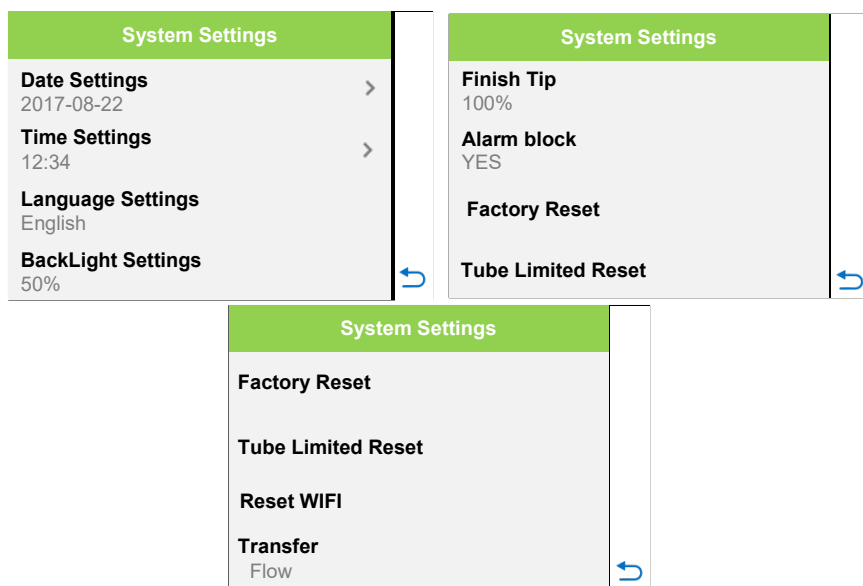 System Settings
Date Settings
2017-08-22
Time Settings
12:34
Language Settings
English
BackLight Settings
50%
System Settings
Finish Tip
100%
Alarm block
YES
Factory Reset
Tube Limited Reset
System Settings
Factory Reset
Tube Limited Reset
Reset WIFI
Transfer
Flow